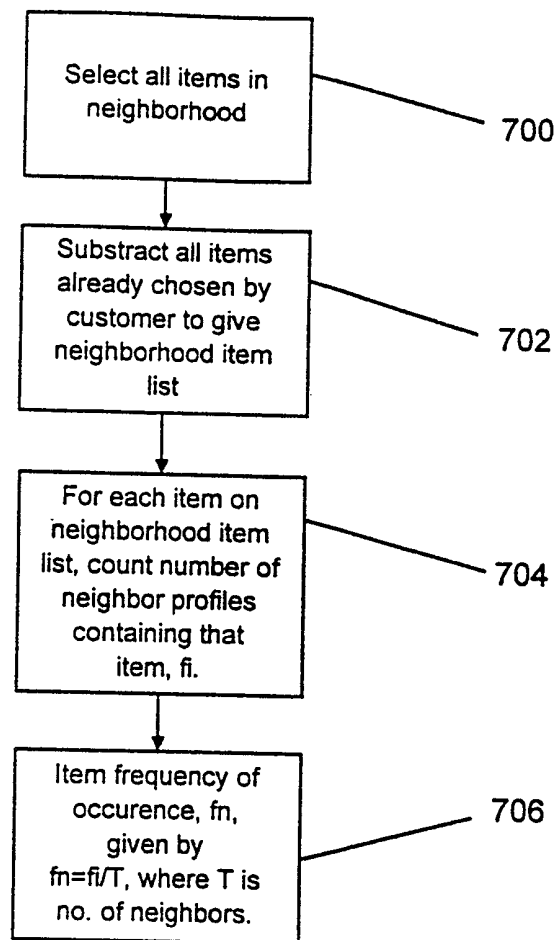 Select all items in
neighborhood
700
Substract all items
already chosen by
customer to give
neighborhood item
list
702
For each item on
neighborhood item
list, count number of
neighbor profiles
containing that
item, fi.
704
Item frequency of
occurence, fn,
given by
fn=fi/T, where T is
no. of neighbors.
706